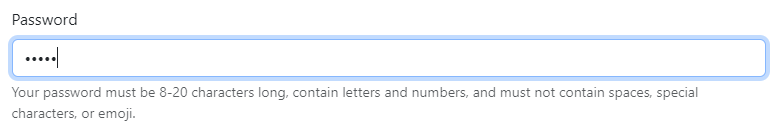 Password
•••••
Your password must be 8-20 characters long, contain letters and numbers, and must not contain spaces, special
characters, or emoji.